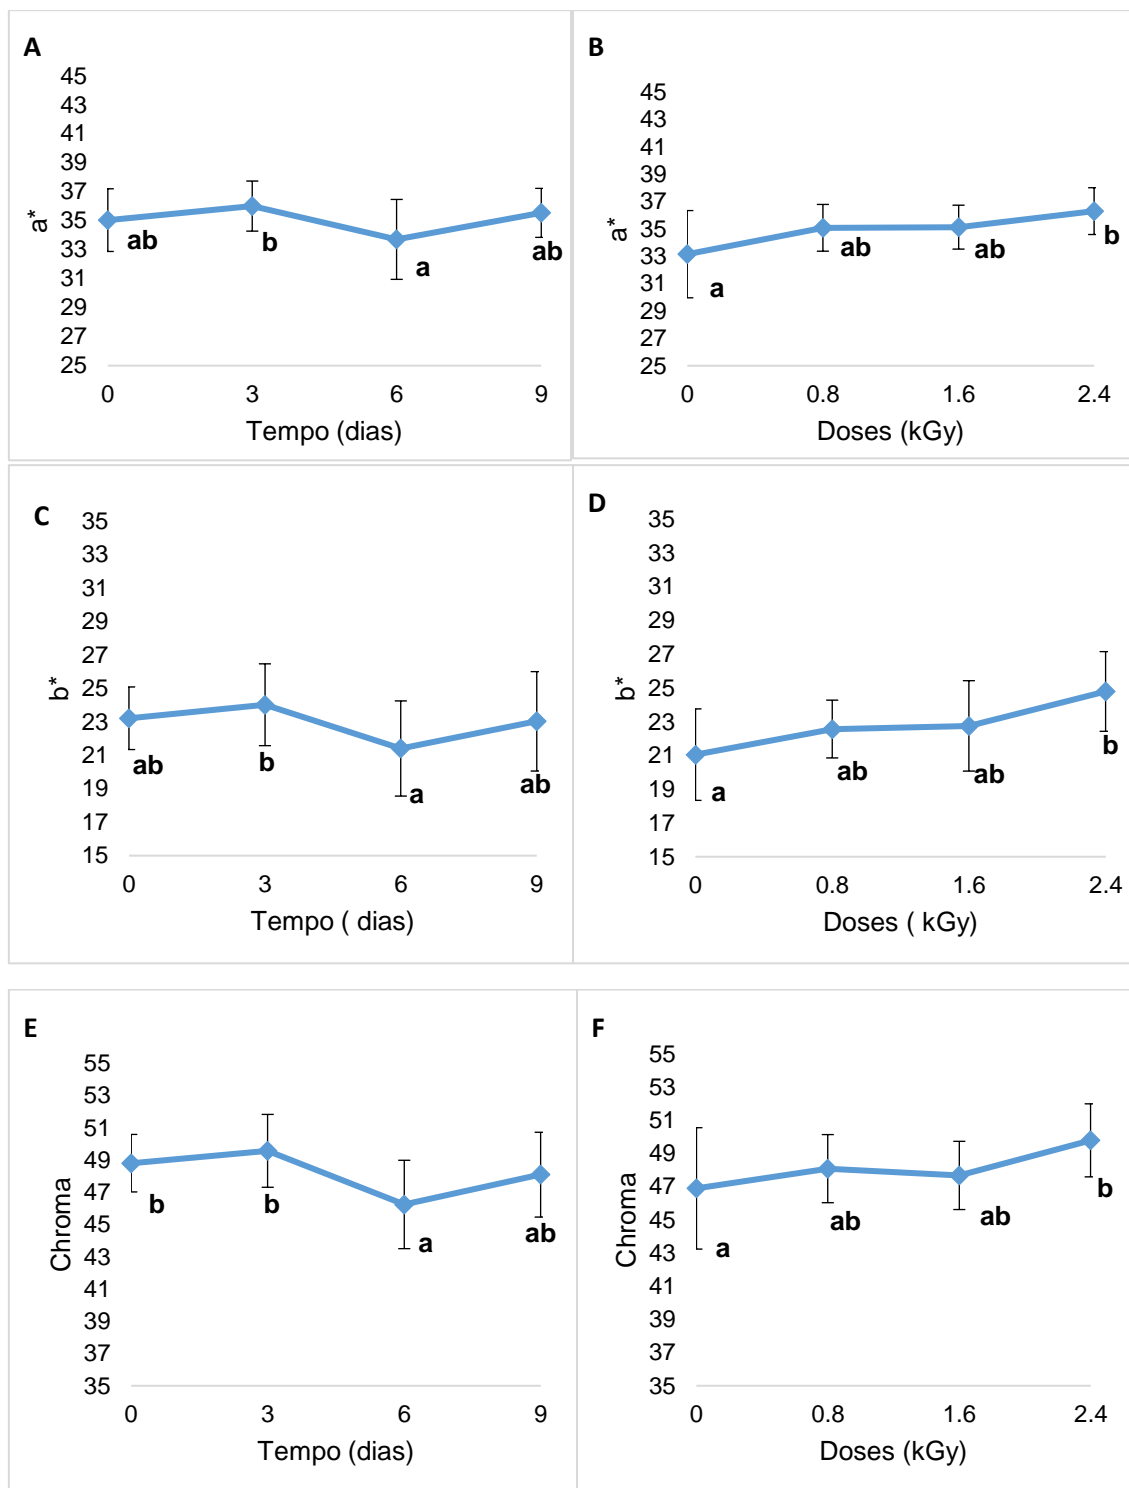 A
45
43
41
39
37
35
33
31
29
27
25
a*
ab
b
a
ab
0 3 6 9
Tempo (dias)
B
45
43
41
39
37
35
33
31
29
27
25
a*
a
ab
ab
b
0 0.8 1.6 2.4
Doses (kGy)
C
35
33
31
29
27
25
23
21
19
17
15
b*
ab
b
a
ab
0 3 6 9
Tempo ( dias)
D
35
33
31
29
27
25
23
21
19
17
15
b*
a
ab
ab
b
0 0.8 1.6 2.4
Doses ( kGy)
E
55
53
51
49
47
45
43
41
39
37
35
Chroma
b
b
a
ab
0 3 6 9
Tempo (dias)
F
55
53
51
49
47
45
43
41
39
37
35
Chroma
a
ab
ab
b
0 0.8 1.6 2.4
Doses (kGy)